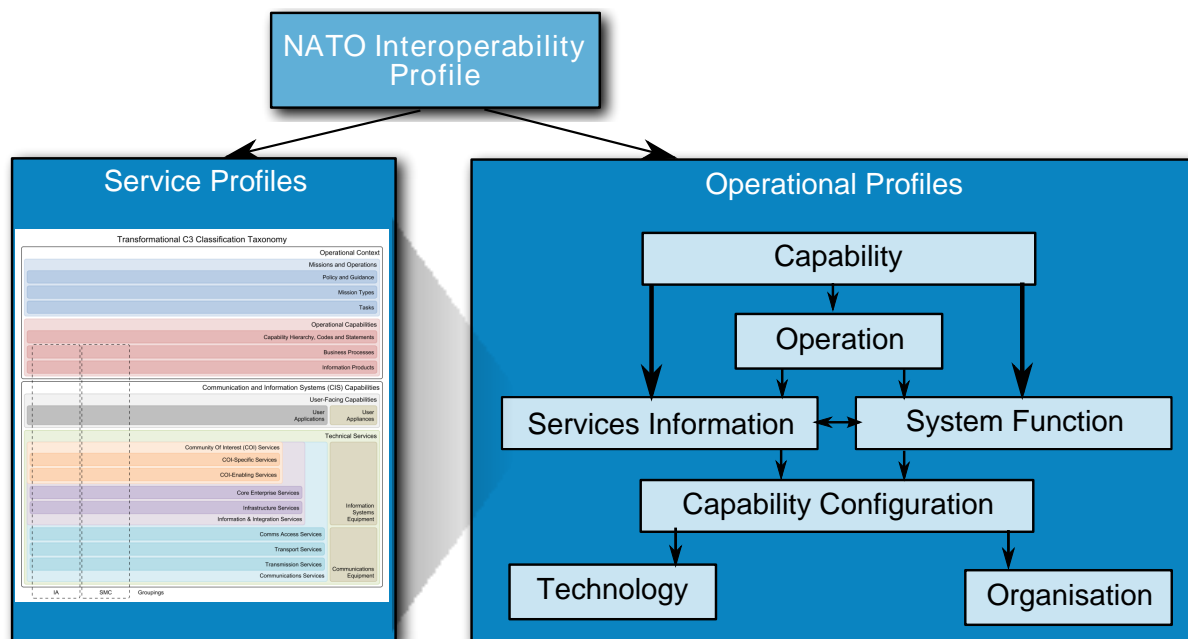 NATO Interoperability
Profile
Service Profiles
Transformational C3 Classification Taxonomy
Operational Context
Missions and Operations
Policy and Guidance
Mission Types
Tasks
Operational Capabilities
Capability Hierarchy, Codes and Statements
Business Processes
Information Products
Communication and Information Systems (CIS) Capabilities
User-Facing Capabilities
User
Applications
User
Appliances
Technical Services
Community Of Interest (COI) Services
COI-Specific Services
COI-Enabling Services
Core Enterprise Services
Infrastructure Services
Information & Integration Services
Information
Systems
Equipment
Comms Access Services
Transport Services
Transmission Services
Communications Services
Communications
Equipment
IA
SMC
Groupings
Operational Profiles
Capability
Operation
Services Information
System Function
Capability Configuration
Technology
Organisation